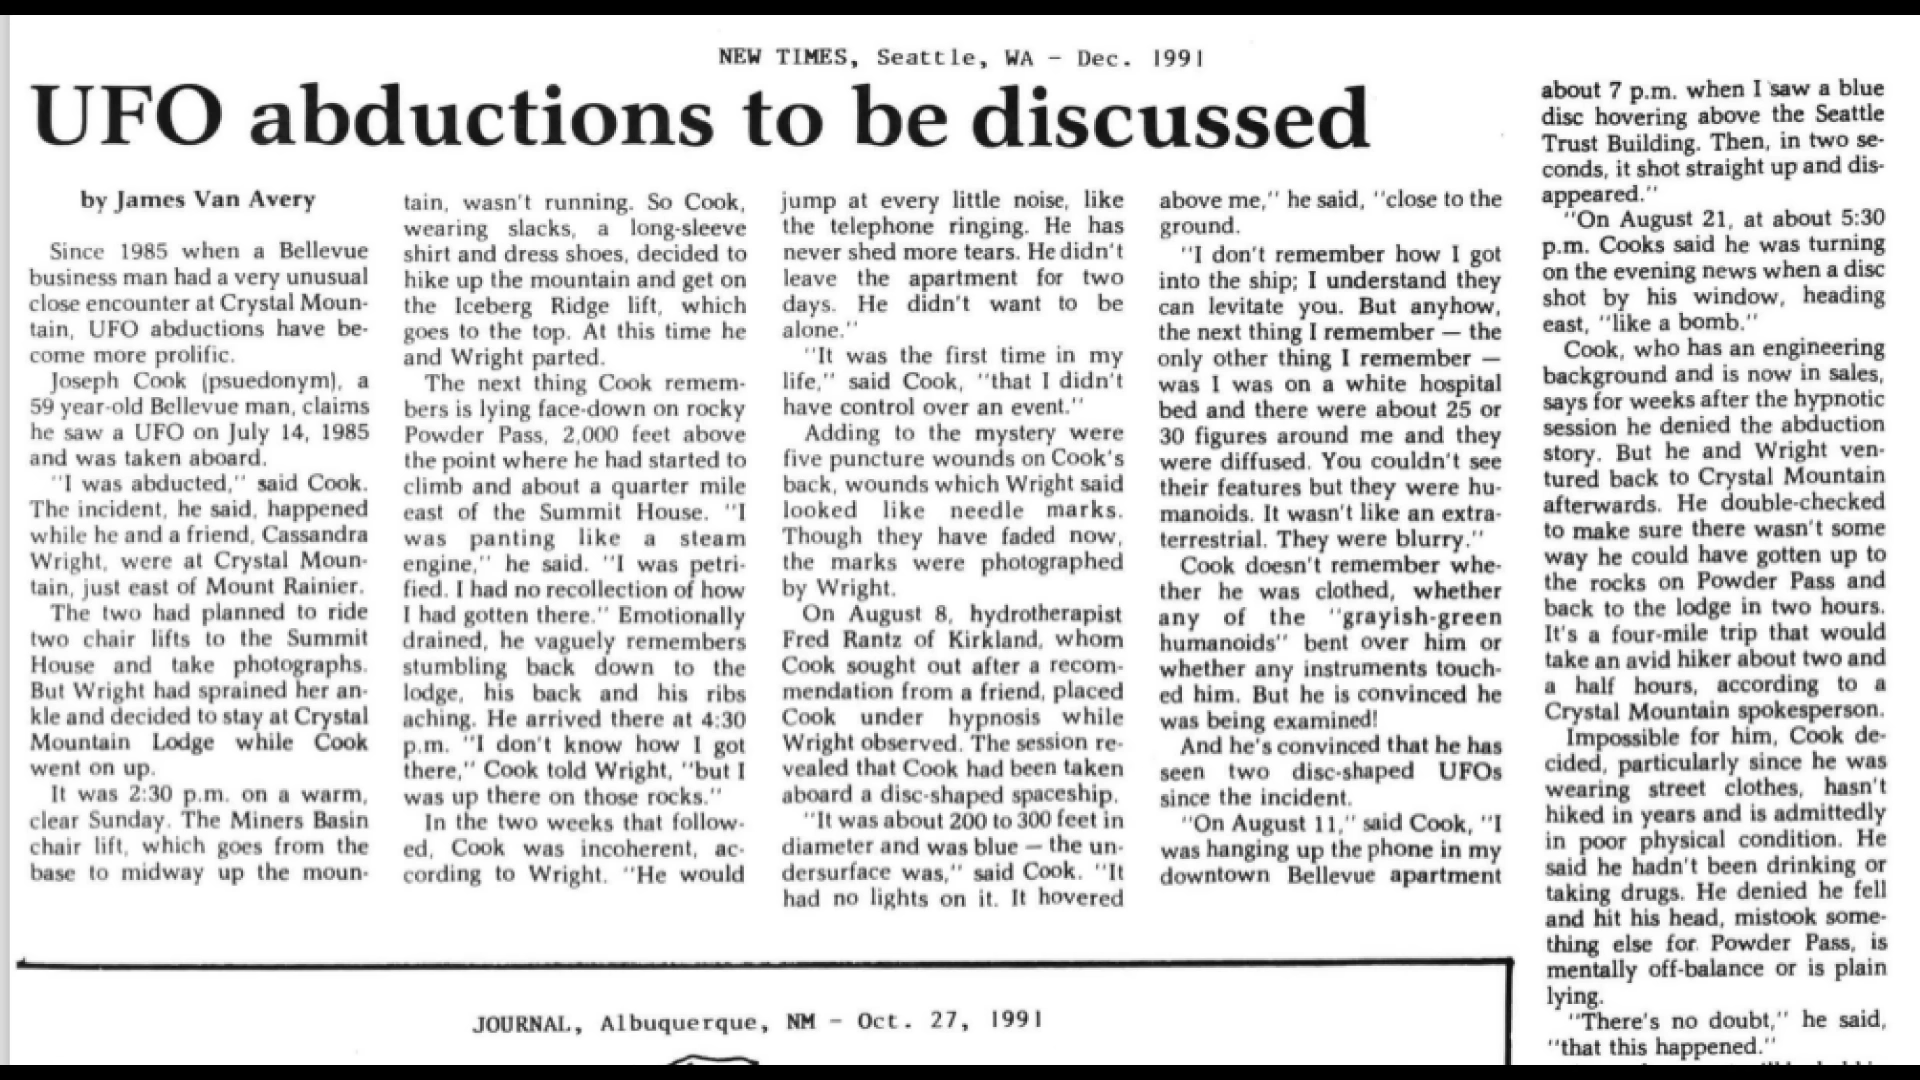 NEW TIMES, Seattle, WA - Dec. 1991
UFO abductions to be discussed
by James Van Avery
Since 1985 when a Bellevue
business man had a very unusual
close encounter at Crystal Moun-
tain, UFO abductions have be-
come more prolific.
Joseph Cook (psuedonym), a
59 year-old Bellevue man, claims
he saw a UFO on July 14, 1985
and was taken aboard.
"I was abducted," said Cook.
The incident, he said, happened
while he and a friend, Cassandra
Wright, were at Crystal Moun-
tain, just east of Mount Rainier.
The two had planned to ride
two chair lifts to the Summit
House and take photographs.
But Wright had sprained her an-
kle and decided to stay at Crystal
Mountain Lodge while Cook
went on up.
It was 2:30 p.m. on a warm,
clear Sunday. The Miners Basin
chair lift, which goes from the
base to midway up the moun-
tain, wasn't running. So Cook,
wearing slacks, a long-sleeve
shirt and dress shoes, decided to
hike up the mountain and get on
the Iceberg Ridge lift, which
goes to the top. At this time he
and Wright parted.
The next thing Cook remem-
bers is lying face-down on rocky
Powder Pass, 2,000 feet above
the point where he had started to
climb and about a quarter mile
east of the Summit House. "I
was panting like a steam
engine," he said. "I was petri-
fied. I had no recollection of how
I had gotten there." Emotionally
drained, he vaguely remembers
stumbling back down to the
lodge, his back and his ribs
aching. He arrived there at 4:30
p.m. "I don't know how I got
there," Cook told Wright, "but I
was up there on those rocks."
In the two weeks that follow-
ed, Cook was incoherent, ac-
cording to Wright. "He would
jump at every little noise, like
the telephone ringing. He has
never shed more tears. He didn't
leave the apartment for two
days. He didn't want to be
alone."
"It was the first time in my
life," said Cook, "that I didn't
have control over an event."
Adding to the mystery were
five puncture wounds on Cook's
back, wounds which Wright said
looked like needle marks.
Though they have faded now,
the marks were photographed
by Wright.
On August 8, hydrotherapist
Fred Rantz of Kirkland, whom
Cook sought out after a recom-
mendation from a friend, placed
Cook under hypnosis while
Wright observed. The session re-
vealed that Cook had been taken
aboard a disc-shaped spaceship.
"It was about 200 to 300 feet in
diameter and was blue — the un-
dersurface was," said Cook. "It
had no lights on it. It hovered
above me," he said, "close to the
ground.
"I don't remember how I got
into the ship; I understand they
can levitate you. But anyhow,
the next thing I remember — the
only other thing I remember —
was I was on a white hospital
bed and there were about 25 or
30 figures around me and they
were diffused. You couldn't see
their features but they were hu-
manoids. It wasn't like an extra-
terrestrial. They were blurry."
Cook doesn't remember whe-
ther he was clothed, whether
any of the "grayish-green
humanoids" bent over him or
whether any instruments touch-
ed him. But he is convinced he
was being examined!
And he's convinced that he has
seen two disc-shaped UFOs
since the incident.
"On August 11," said Cook, "I
was hanging up the phone in my
downtown Bellevue apartment
about 7 p.m. when I saw a blue
disc hovering above the Seattle
Trust Building. Then, in two se-
conds, it shot straight up and dis-
appeared."
"On August 21, at about 5:30
p.m. Cooks said he was turning
on the evening news when a disc
shot by his window, heading
east, "like a bomb."
Cook, who has an engineering
background and is now in sales,
says for weeks after the hypnotic
session he denied the abduction
story. But he and Wright ven-
tured back to Crystal Mountain
afterwards. He double-checked
to make sure there wasn't some
way he could have gotten up to
the rocks on Powder Pass and
back to the lodge in two hours.
It's a four-mile trip that would
take an avid hiker about two and
a half hours, according to a
Crystal Mountain spokesperson.
Impossible for him, Cook de-
cided, particularly since he was
wearing street clothes, hasn't
hiked in years and is admittedly
in poor physical condition. He
said he hadn't been drinking or
taking drugs. He denied he fell
and hit his head, mistook some-
thing else for Powder Pass, is
mentally off-balance or is plain
lying.
"There's no doubt," he said,
"that this happened."
JOURNAL, Albuquerque, NM - Oct. 27, 1991